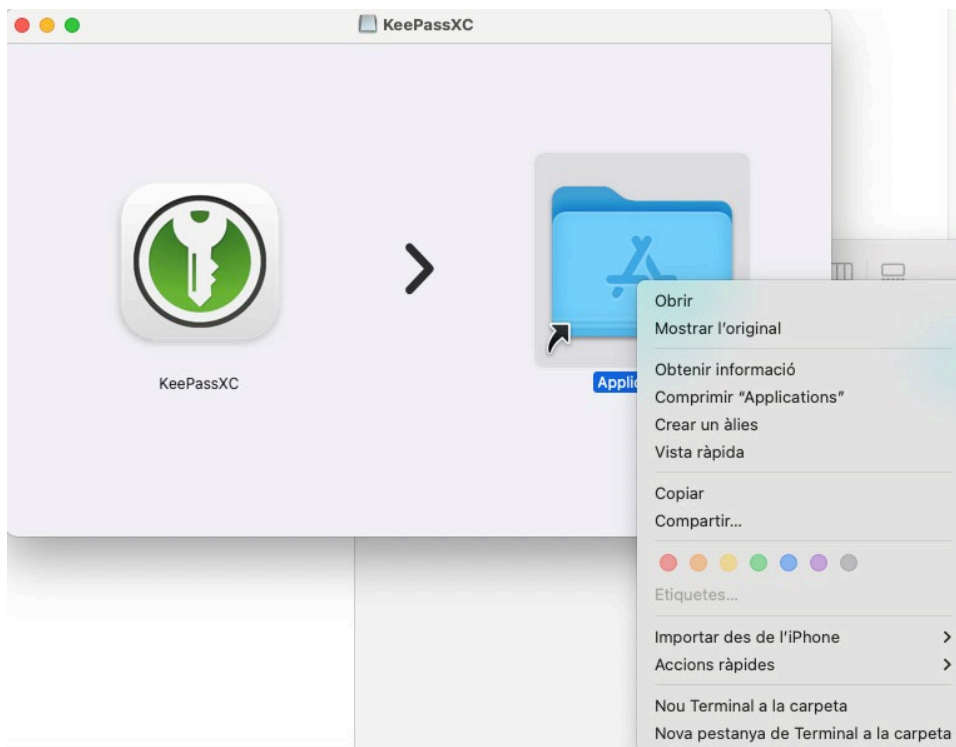 KeePassXC
KeePassXC
Obrir
Mostrar l'original
Obtenir informació
Comprimir “Applications”
Crear un àlies
Vista ràpida
Copiar
Compartir...
Etiquetes...
Importar des de l'iPhone
Accions ràpides
Nou Terminal a la carpeta
Nova pestanya de Terminal a la carpeta